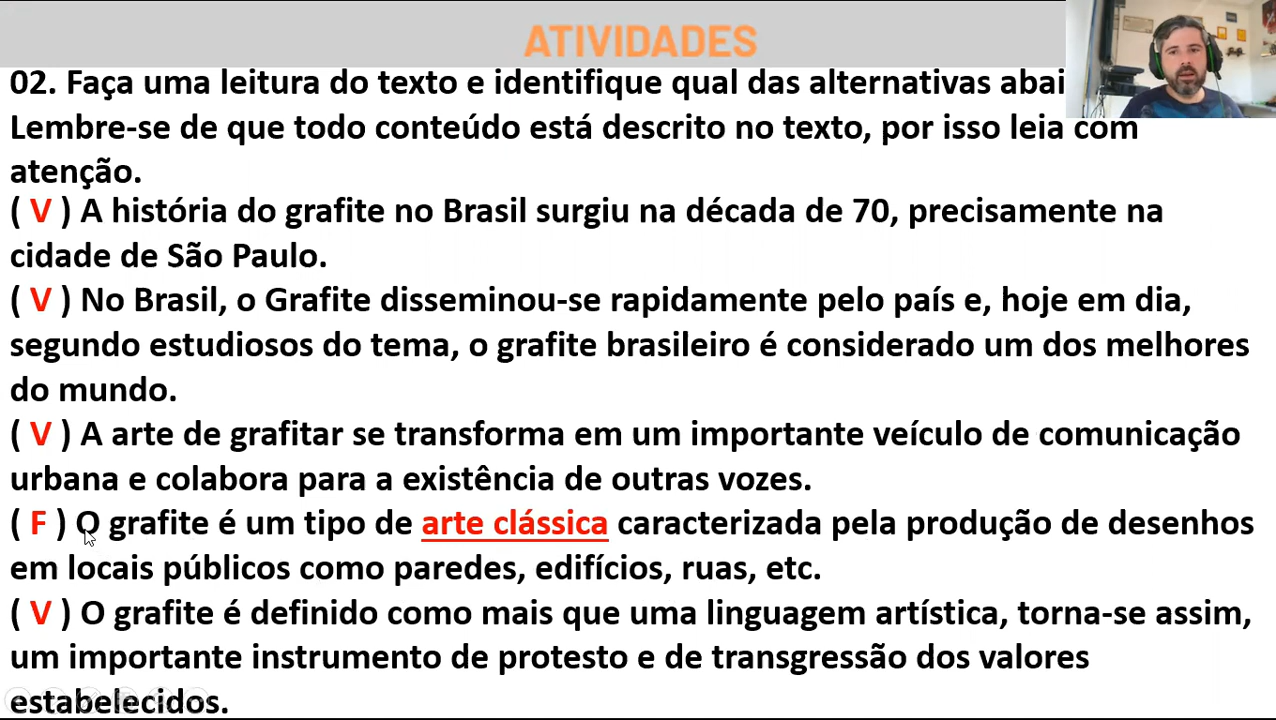 ATIVIDADES
02. Faça uma leitura do texto e identifique qual das alternativas abai
Lembre-se de que todo conteúdo está descrito no texto, por isso leia com
atenção.
( V ) A história do grafite no Brasil surgiu na década de 70, precisamente na
cidade de São Paulo.
( V ) No Brasil, o Grafite disseminou-se rapidamente pelo país e, hoje em dia,
segundo estudiosos do tema, o grafite brasileiro é considerado um dos melhores
do mundo.
( V ) A arte de grafitar se transforma em um importante veículo de comunicação
urbana e colabora para a existência de outras vozes.
( F ) O grafite é um tipo de arte clássica caracterizada pela produção de desenhos
em locais públicos como paredes, edifícios, ruas, etc.
( V ) O grafite é definido como mais que uma linguagem artística, torna-se assim,
um importante instrumento de protesto e de transgressão dos valores
estabelecidos.